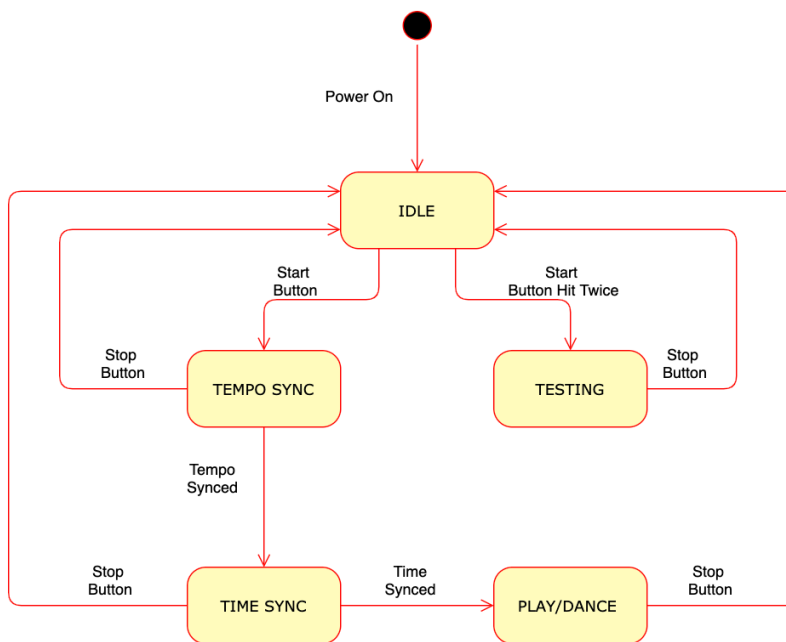 Power On
IDLE
Start
Button
Start
Button Hit Twice
Stop
Button
TEMPO SYNC
TESTING
Stop
Button
Tempo
Synced
Stop
Button
TIME SYNC
Time
Synced
PLAY/DANCE
Stop
Button